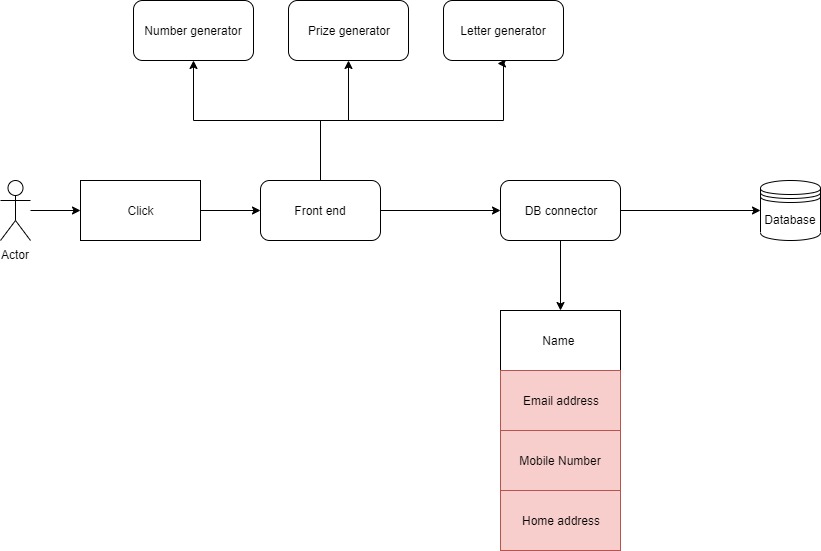 Number generator
Prize generator
Letter generator
Click
Front end
DB connector
Database
Actor
Name
Email address
Mobile Number
Home address